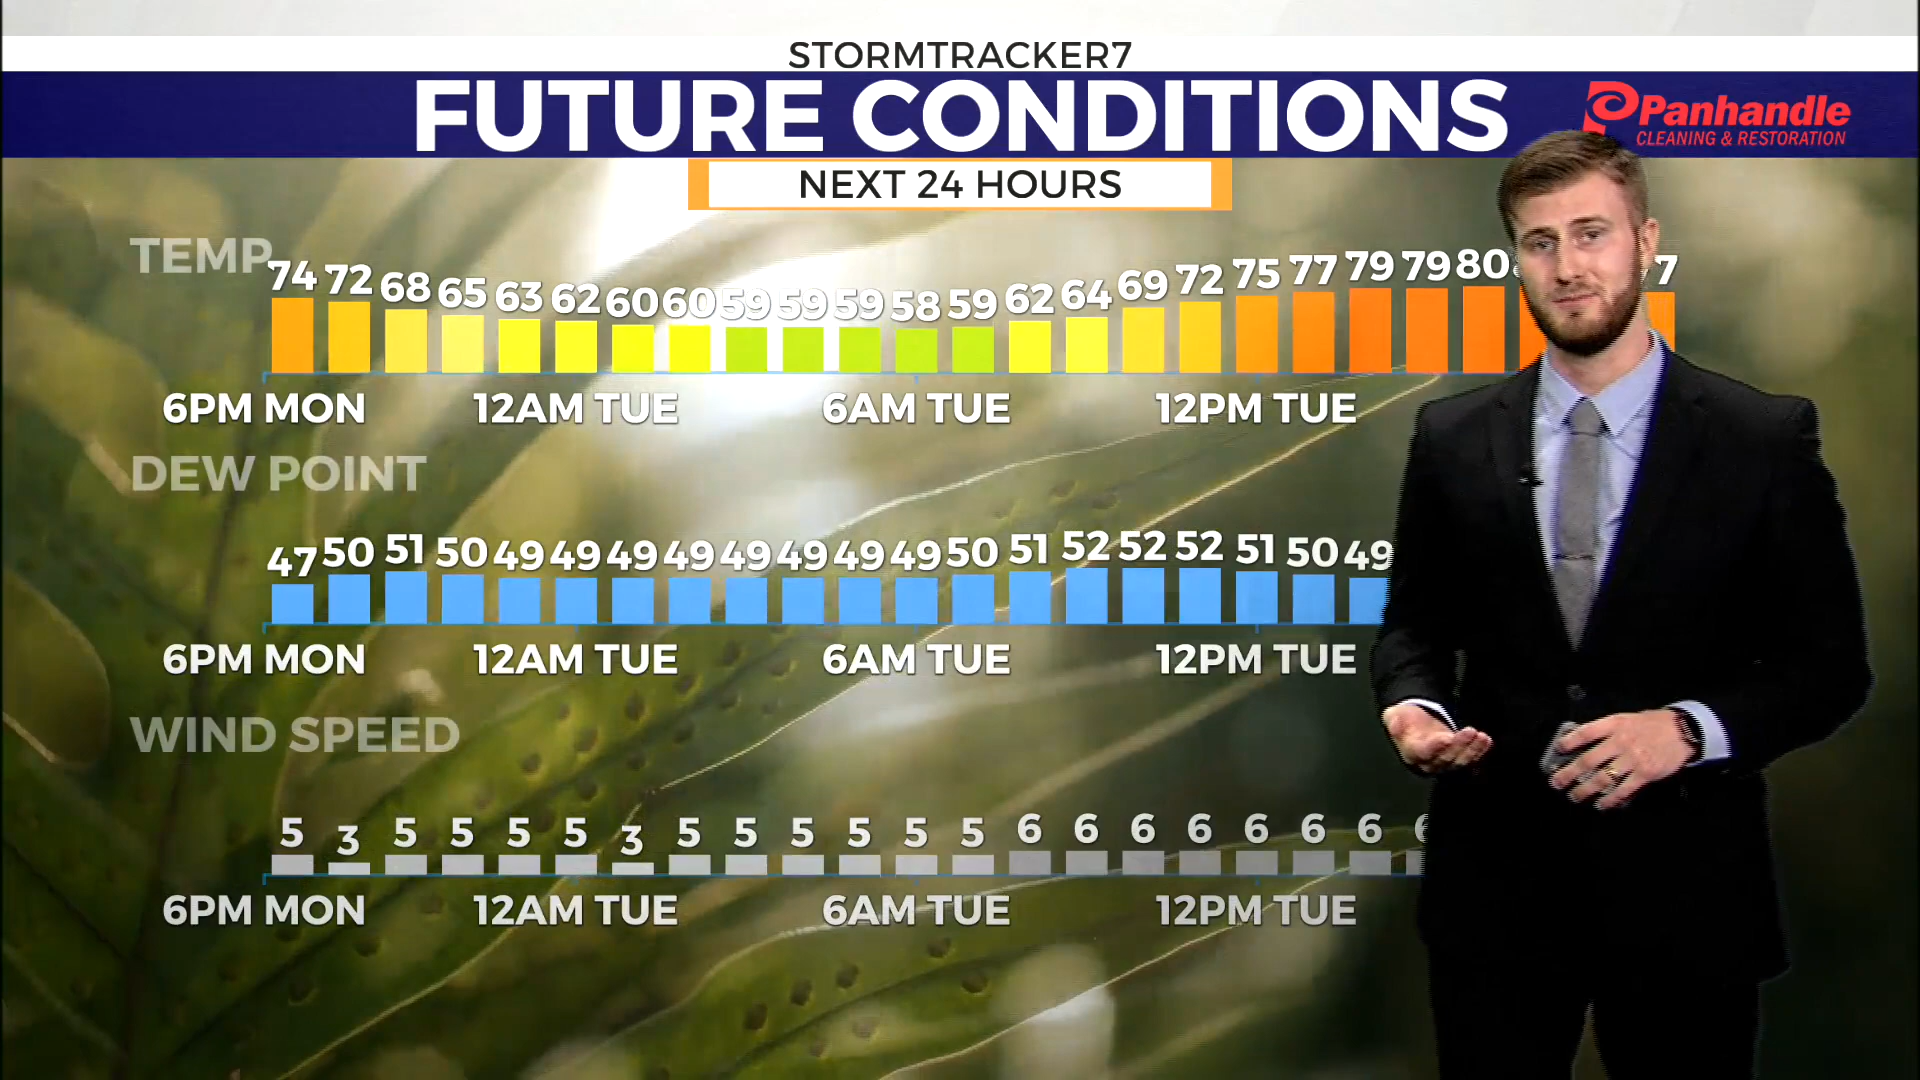 STORMTRACKER7
FUTURE CONDITIONS
Panhandle
CLEANING & RESTORATION
NEXT 24 HOURS
TEMP
74 72 68 65 63 62 60 60 59 59 59 58 59 62 64 69 72 75 77 79 79 80 7
6PM MON 12AM TUE 6AM TUE 12PM TUE
DEW POINT
47 50 51 50 49 49 49 49 49 49 49 49 50 51 52 52 52 51 50 49
6PM MON 12AM TUE 6AM TUE 12PM TUE
WIND SPEED
5 3 5 5 5 5 3 5 5 5 5 5 5 6 6 6 6 6 6 6
6PM MON 12AM TUE 6AM TUE 12PM TUE